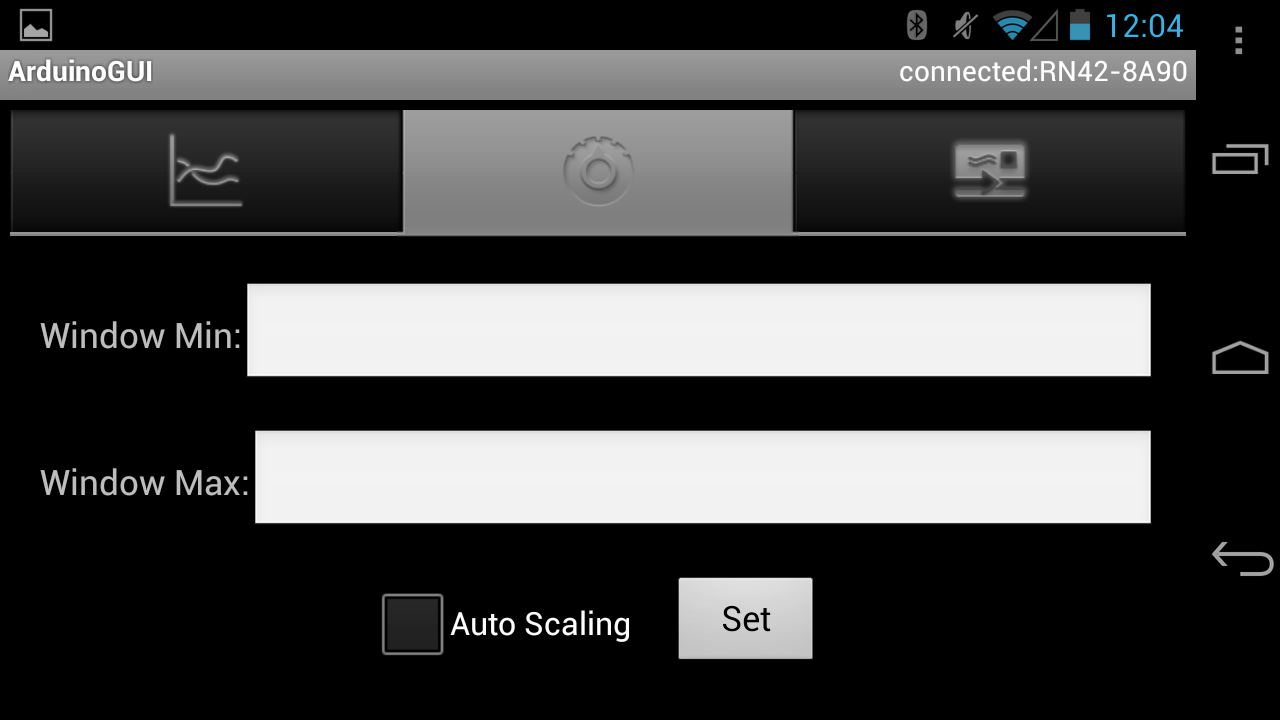 12:04
ArduinoGUI connected:RN42-8A90
Window Min:
Window Max:
Auto Scaling Set